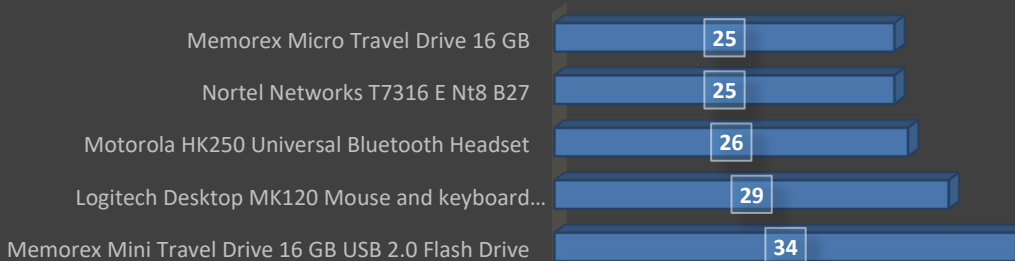 Memorex Micro Travel Drive 16 GB 25
Nortel Networks T7316 E Nt8 B27 25
Motorola HK250 Universal Bluetooth Headset 26
Logitech Desktop MK120 Mouse and keyboard... 29
Memorex Mini Travel Drive 16 GB USB 2.0 Flash Drive 34